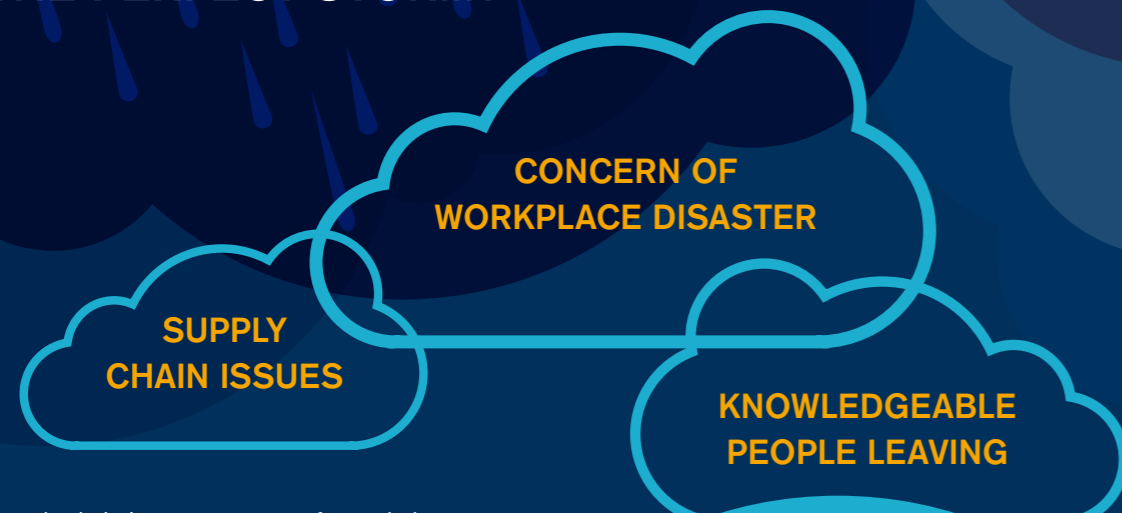 CONCERN OF
WORKPLACE DISASTER
SUPPLY
CHAIN ISSUES
KNOWLEDGEABLE
PEOPLE LEAVING